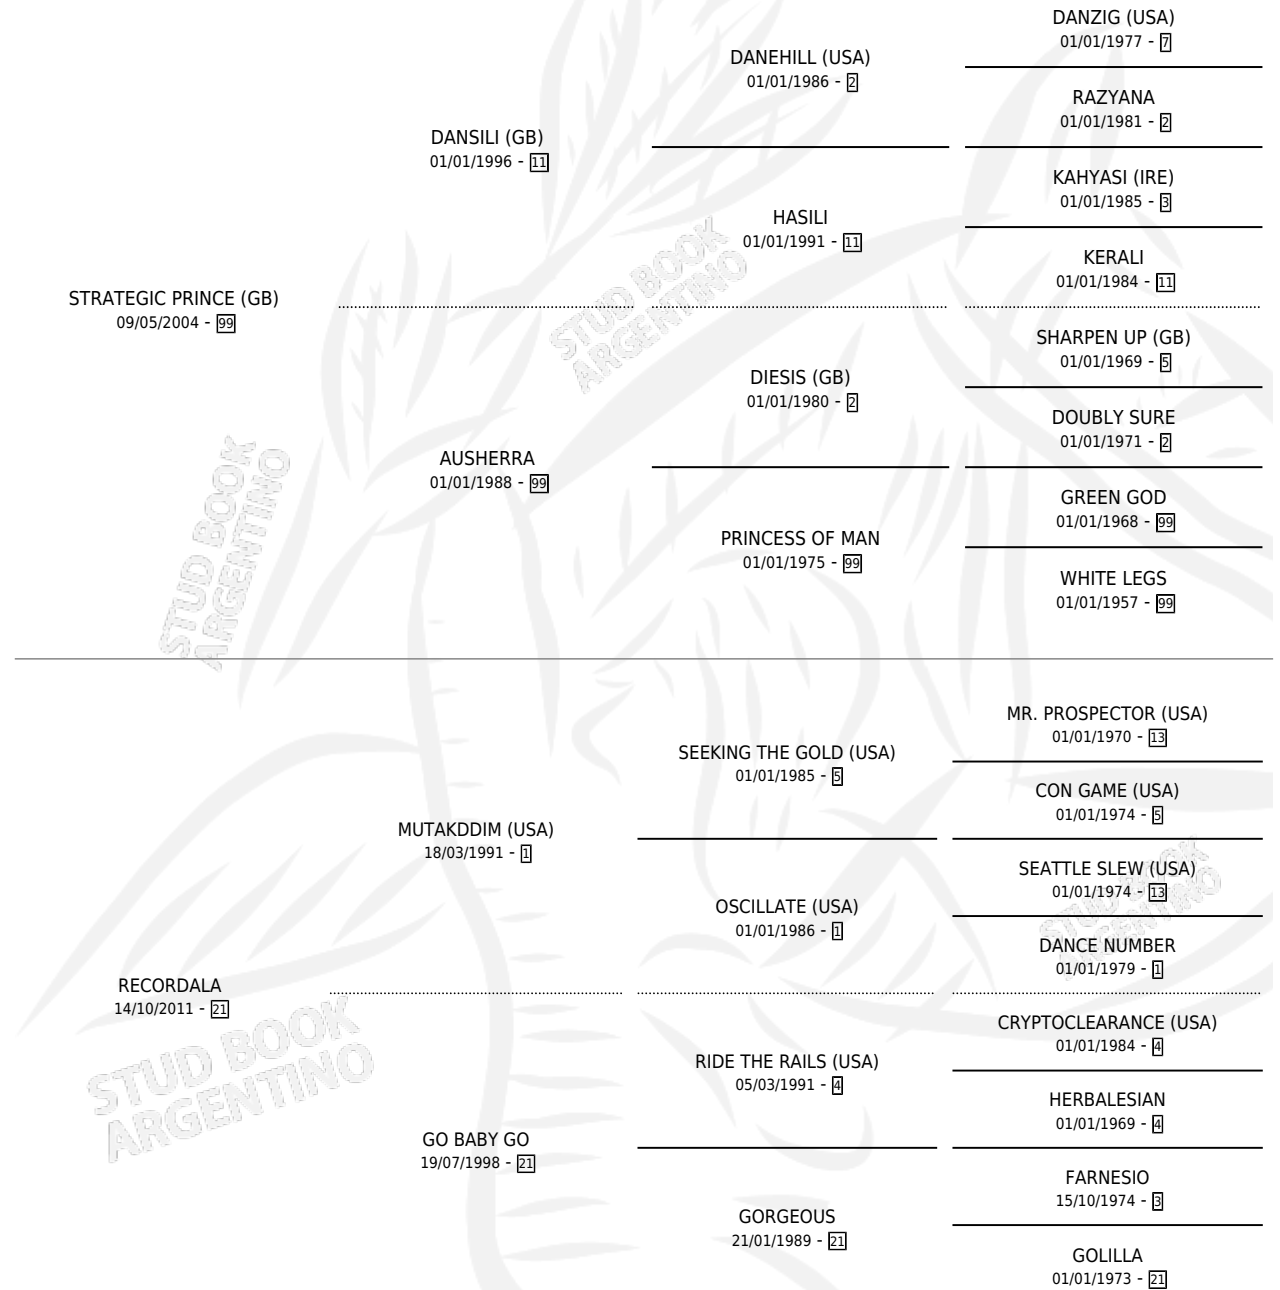 DANZIG (USA)
01/01/1977 - 7
DANEHILL (USA)
01/01/1986 - 2
RAZYANA
01/01/1981 - 2
DANSILI (GB)
01/01/1996 - 11
KAHYASI (IRE)
01/01/1985 - 3
HASILI
01/01/1991 - 11
KERALI
01/01/1984 - 11
STRATEGIC PRINCE (GB)
09/05/2004 - 99
SHARPEN UP (GB)
01/01/1969 - 5
DIESIS (GB)
01/01/1980 - 2
DOUBLY SURE
01/01/1971 - 2
AUSHERRA
01/01/1988 - 99
GREEN GOD
01/01/1968 - 99
PRINCESS OF MAN
01/01/1975 - 99
WHITE LEGS
01/01/1957 - 99
MR. PROSPECTOR (USA)
01/01/1970 - 13
SEEKING THE GOLD (USA)
01/01/1985 - 5
CON GAME (USA)
01/01/1974 - 5
MUTAKDDIM (USA)
18/03/1991 - 1
SEATTLE SLEW (USA)
01/01/1974 - 13
OSCILLATE (USA)
01/01/1986 - 1
DANCE NUMBER
01/01/1979 - 1
RECORDALA
14/10/2011 - 21
CRYPTOCLEARANCE (USA)
01/01/1984 - 4
RIDE THE RAILS (USA)
05/03/1991 - 4
HERBALESIAN
01/01/1969 - 4
GO BABY GO
19/07/1998 - 21
FARNESIO
15/10/1974 - 3
GORGEOUS
21/01/1989 - 21
GOLILLA
01/01/1973 - 21
STUD BOOK
ARGENTINO
STUD BOOK
ARGENTINO
STUD BOOK
ARGENTINO
STUD BOOK
ARGENTINO